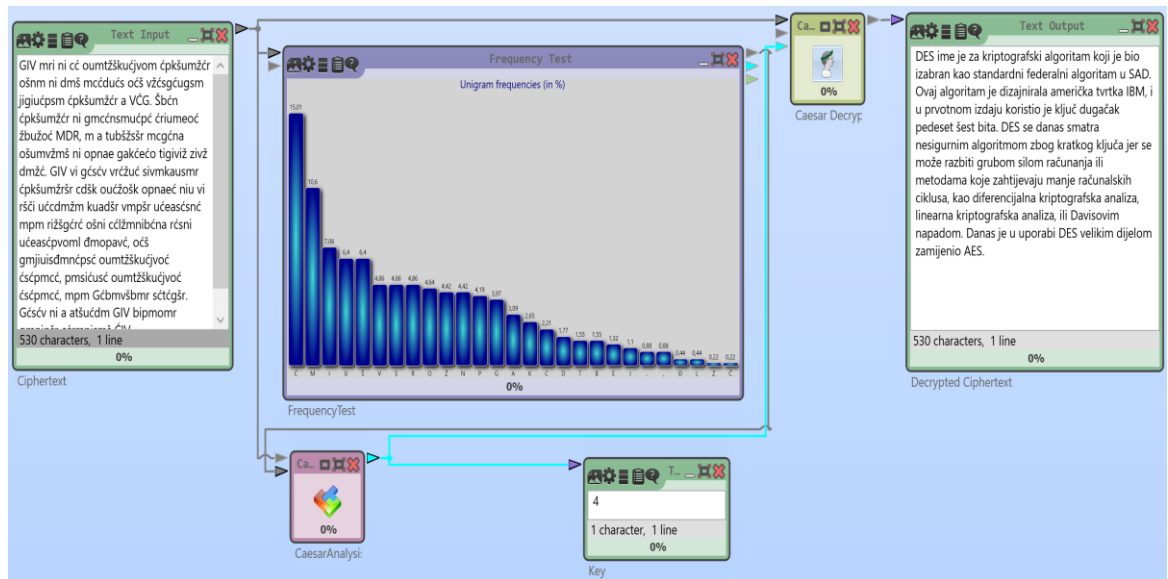 Text Input
GIV mri ni cć oumtžškućjvom ćpkšumžćr
ošnm ni dmš mcćdućs oćš vžćsgćugsm
jigiućpsm ćpkšumžćr a VĆG. Šbćn
ćpkšumžćr ni gmcćnsmućpć ćriumeoć
žbužoć MDR, m a tubšžsšr mcgćna
ošumvžmš ni opnae gakćećo tigiviž zivž
dmžć. GIV vi gćsćv vrćžuć sivmkausmr
ćpkšumžršr cdšk oućžošk opnaeć niu vi
ršči ućcdmžm kuadšr vmpšr ućeasćsnć
mpm rižšgćrć ošni cćlžmnibćna rćsni
ućeasćpvoml đmopavć, oćš
gmjiuisđmnćpsć oumtžškućjvoć
ćsćpmcć, pmsićusć oumtžškućjvoć
ćsćpmcć, mpm Gćbmvšbmr sćtćgšr.
Gćsćv ni a atšućdm GIV bipmomr
530 characters, 1 line
0%
Ciphertext
Frequency Test
Unigram frequencies (in %)
15,01 10,6 7,06 6,4 6,4 4,86 4,86 4,86 4,64 4,42 4,42 4,19 3,97 3,09 2,65 2,21 1,77 1,55 1,55 1,32 1,1 0,88 0,88 0,44 0,44 0,22 0,22
0%
FrequencyTest
Ca...
0%
Caesar Decryp
Text Output
DES ime je za kriptografski algoritam koji je bio
izabran kao standardni federalni algoritam u SAD.
Ovaj algoritam je dizajnirala američka tvrtka IBM, i
u prvotnom izdaju koristio je ključ dugačak
pedeset šest bita. DES se danas smatra
nesigurnim algoritmom zbog kratkog ključa jer se
može razbiti grubom silom računanja ili
metodama koje zahtijevaju manje računalskih
ciklusa, kao diferencijalna kriptografska analiza,
linearna kriptografska analiza, ili Davisovim
napadom. Danas je u uporabi DES velikim dijelom
zamijenio AES.
530 characters, 1 line
0%
Decrypted Ciphertext
Ca...
0%
CaesarAnalysi:
T...
4
1 character, 1 line
0%
Key